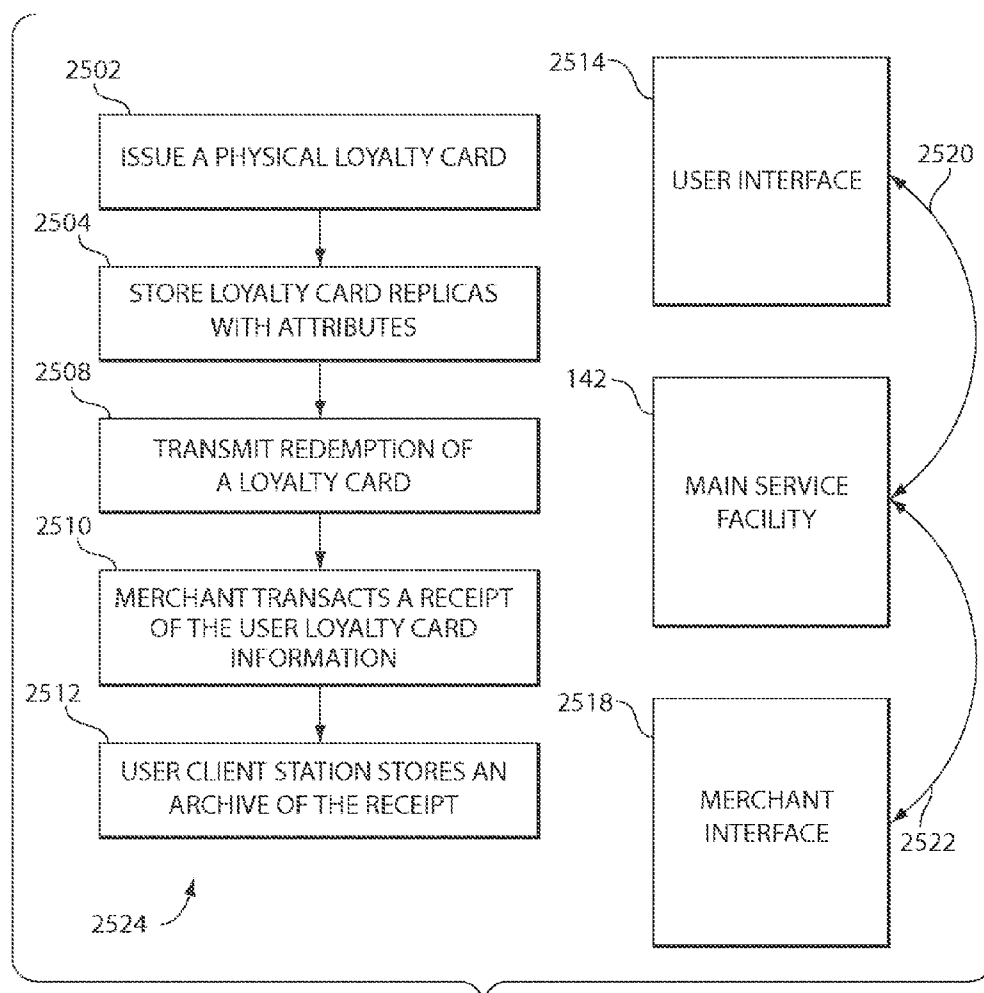 2502
ISSUE A PHYSICAL LOYALTY CARD
2504
STORE LOYALTY CARD REPLICAS
WITH ATTRIBUTES
2508
TRANSMIT REDEMPTION OF
A LOYALTY CARD
2510
MERCHANT TRANSACTS A RECEIPT
OF THE USER LOYALTY CARD
INFORMATION
2512
USER CLIENT STATION STORES AN
ARCHIVE OF THE RECEIPT
2524
2514
USER INTERFACE
2520
142
MAIN SERVICE
FACILITY
2518
MERCHANT
INTERFACE
2522